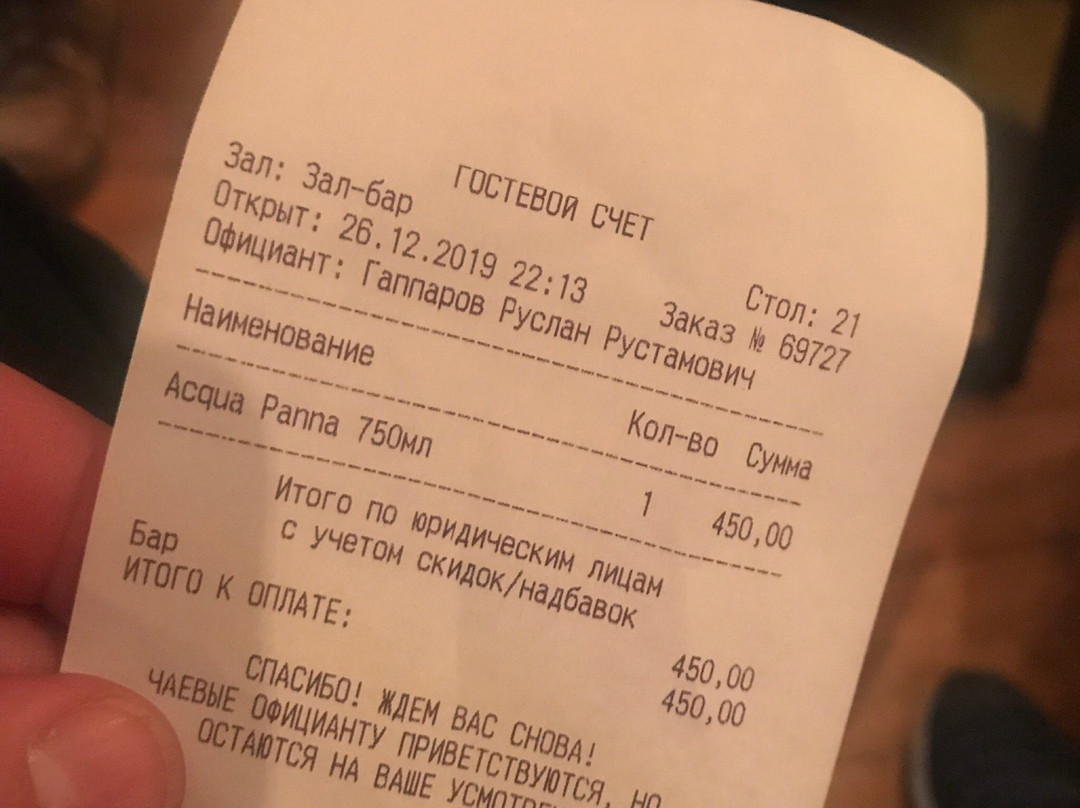 ГОСТЕВОЙ СЧЕТ
Зал: Зал-бар Стол: 21
Открыт: 26.12.2019 22:13 Заказ № 69727
Официант: Гаппаров Руслан Рустамович
Наименование Кол-во Сумма
Acqua Panna 750мл 1 450,00
Итого по юридическим лицам
с учетом скидок/надбавок
Бар 450,00
ИТОГО К ОПЛАТЕ: 450,00
СПАСИБО! ЖДЕМ ВАС СНОВА!
ЧАЕВЫЕ ОФИЦИАНТУ ПРИВЕТСТВУЮТСЯ, НО
ОСТАЮТСЯ НА ВАШЕ